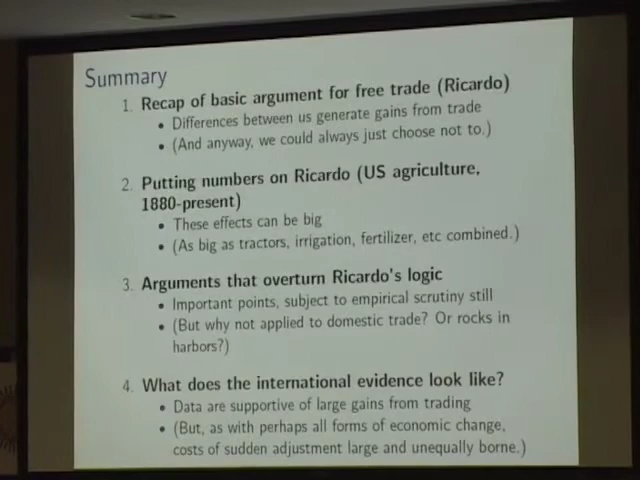 Summary
1. Recap of basic argument for free trade (Ricardo)
• Differences between us generate gains from trade
• (And anyway, we could always just choose not to.)
2. Putting numbers on Ricardo (US agriculture,
1880-present)
• These effects can be big
• (As big as tractors, irrigation, fertilizer, etc combined.)
3. Arguments that overturn Ricardo's logic
• Important points, subject to empirical scrutiny still
• (But why not applied to domestic trade? Or rocks in
harbors?)
4. What does the international evidence look like?
• Data are supportive of large gains from trading
• (But, as with perhaps all forms of economic change,
costs of sudden adjustment large and unequally borne.)